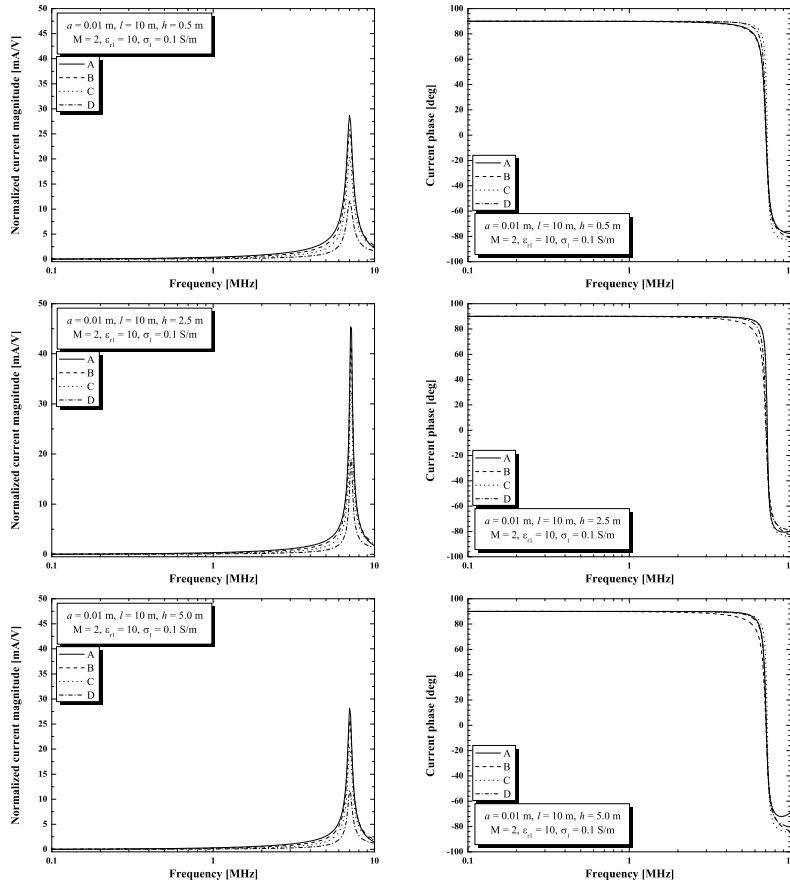 50
45
40
35
30
25
20
15
10
5
0
Normalized current magnitude [mA/V]
a = 0.01 m, l = 10 m, h = 0.5 m
M = 2, εr1 = 10, σ1 = 0.1 S/m
A
B
C
D
0.1 1 10
Frequency [MHz]
100
80
60
40
20
0
-20
-40
-60
-80
-100
Current phase [deg]
A
B
C
D
a = 0.01 m, l = 10 m, h = 0.5 m
M = 2, εr1 = 10, σ1 = 0.1 S/m
0.1 1 1
Frequency [MHz]
50
40
30
20
10
0
Normalized current magnitude [mA/V]
a = 0.01 m, l = 10 m, h = 2.5 m
M = 2, εr1 = 10, σ1 = 0.1 S/m
A
B
C
D
0.1 1 10
Frequency [MHz]
100
80
60
40
20
0
-20
-40
-60
-80
-100
Current phase [deg]
A
B
C
D
a = 0.01 m, l = 10 m, h = 2.5 m
M = 2, εr1 = 10, σ1 = 0.1 S/m
0.1 1 1
Frequency [MHz]
50
45
40
35
30
25
20
15
10
5
0
Normalized current magnitude [mA/V]
a = 0.01 m, l = 10 m, h = 5.0 m
M = 2, εr1 = 10, σ1 = 0.1 S/m
A
B
C
D
0.1 1 10
Frequency [MHz]
100
80
60
40
20
0
-20
-40
-60
-80
-100
Current phase [deg]
A
B
C
D
a = 0.01 m, l = 10 m, h = 5.0 m
M = 2, εr1 = 10, σ1 = 0.1 S/m
0.1 1 1
Frequency [MHz]